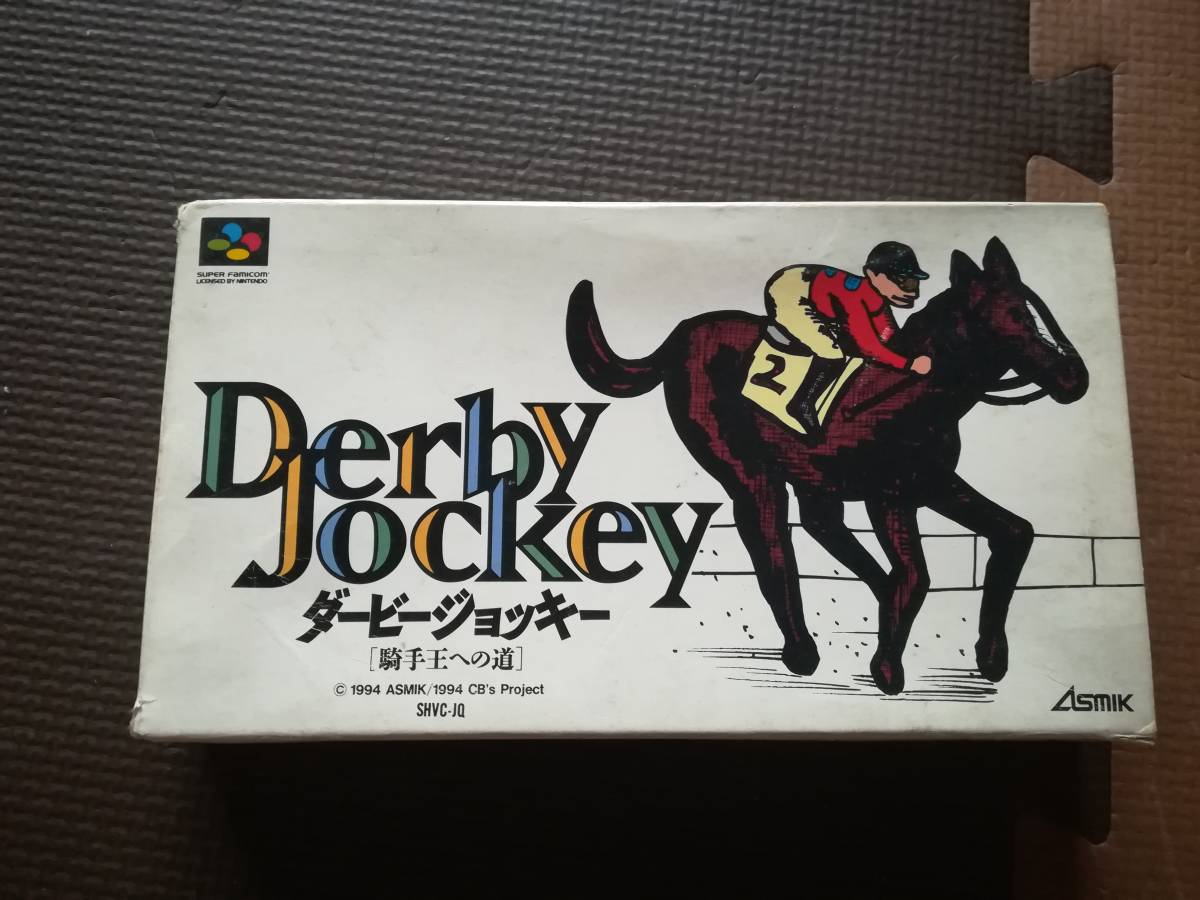 SUPER FAMICOM
LICENSED BY NINTENDO
Derby
Jockey
ダービージョッキー
[騎手王への道]
© 1994 ASMIK/1994 CB's Project
SHVC-JQ
2
ASMIK